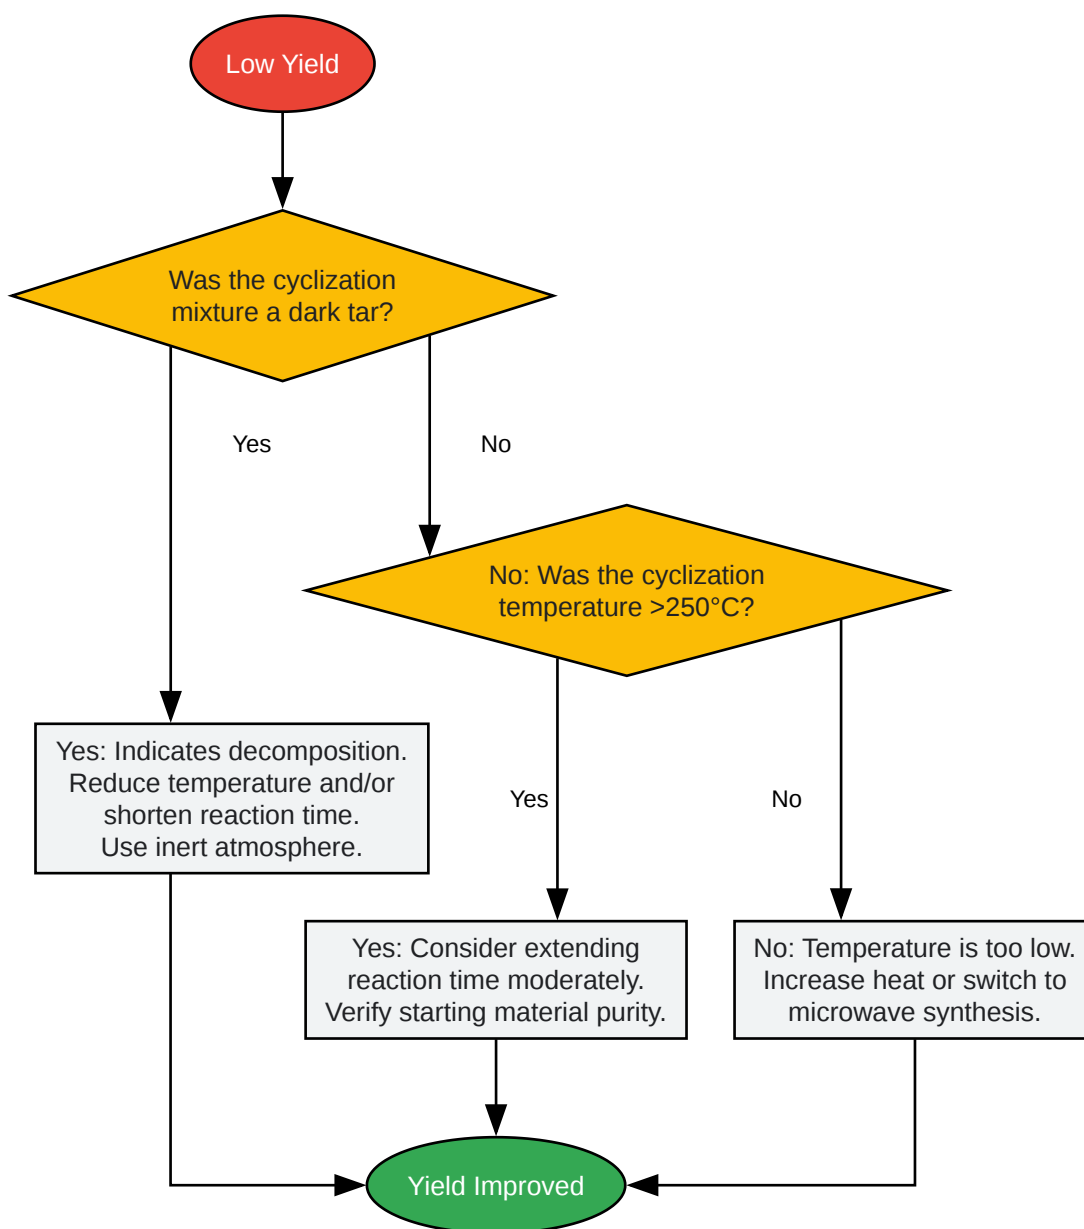 Low Yield
Was the cyclization
mixture a dark tar?
Yes
No
No: Was the cyclization
temperature >250°C?
Yes: Indicates decomposition.
Reduce temperature and/or
shorten reaction time.
Use inert atmosphere.
Yes
No
Yes: Consider extending
reaction time moderately.
Verify starting material purity.
No: Temperature is too low.
Increase heat or switch to
microwave synthesis.
Yield Improved